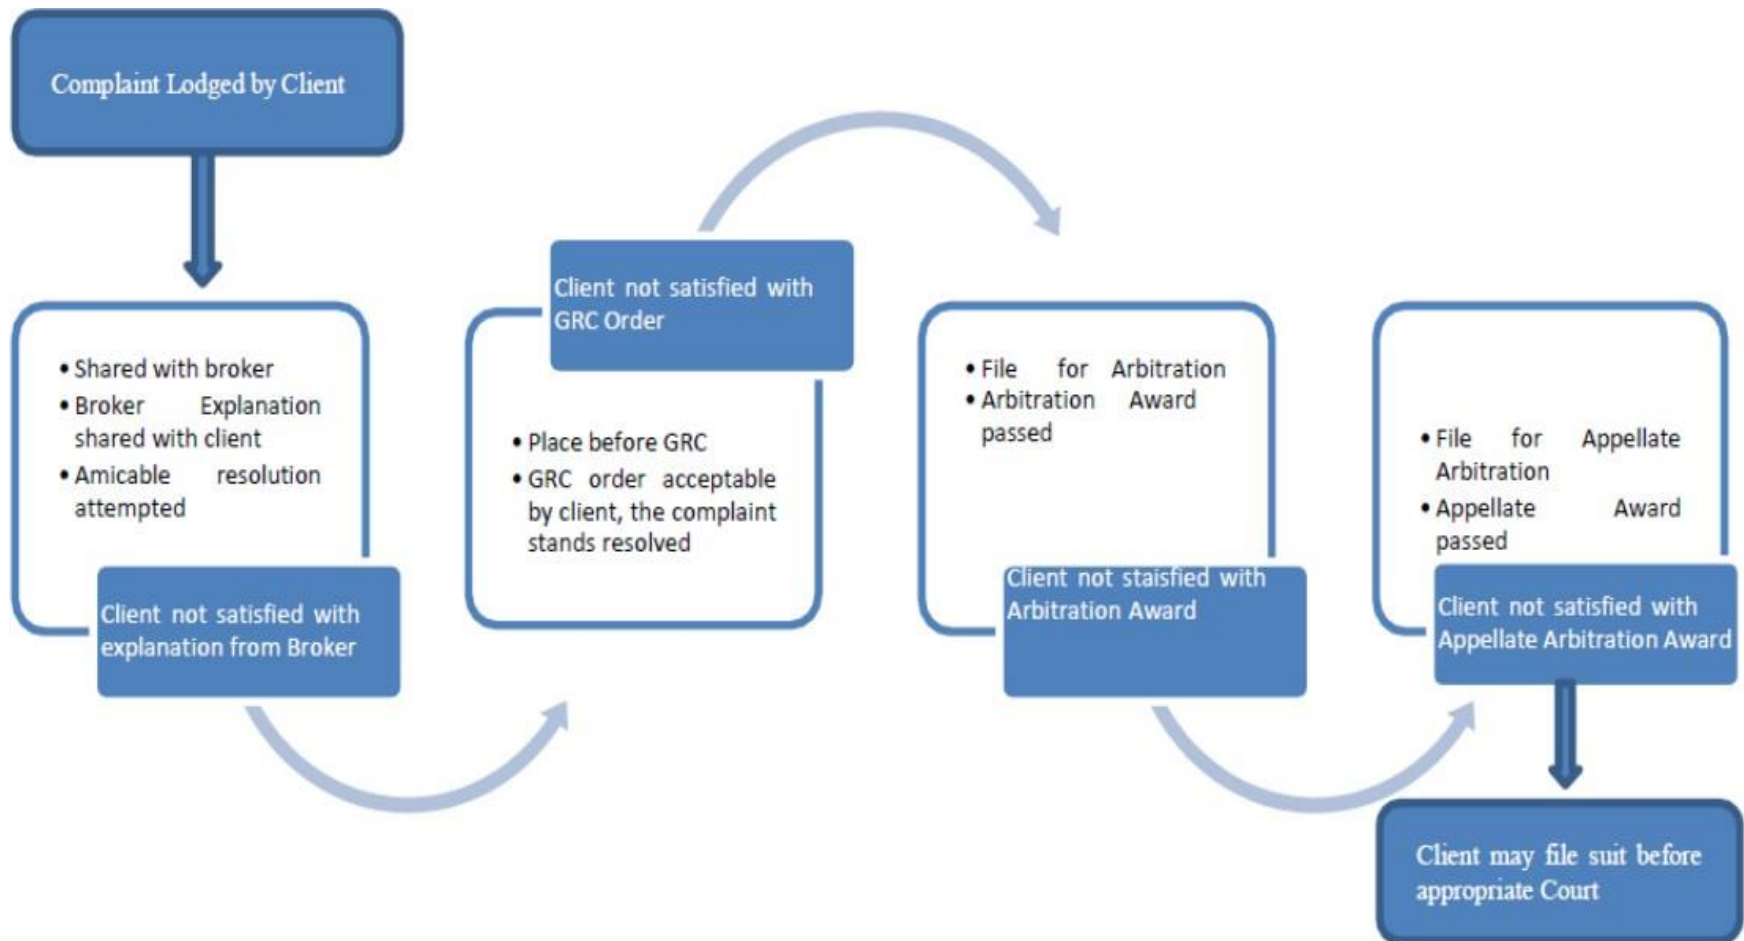 Complaint Lodged by Client
• Shared with broker
• Broker Explanation
shared with client
• Amicable resolution
attempted
Client not satisfied with
explanation from Broker
Client not satisfied with
GRC Order
• Place before GRC
• GRC order acceptable
by client, the complaint
stands resolved
• File for Arbitration
• Arbitration Award
passed
Client not staisfied with
Arbitration Award
• File for Appellate
Arbitration
• Appellate Award
passed
Client not satisfied with
Appellate Arbitration Award
Client may file suit before
appropriate Court